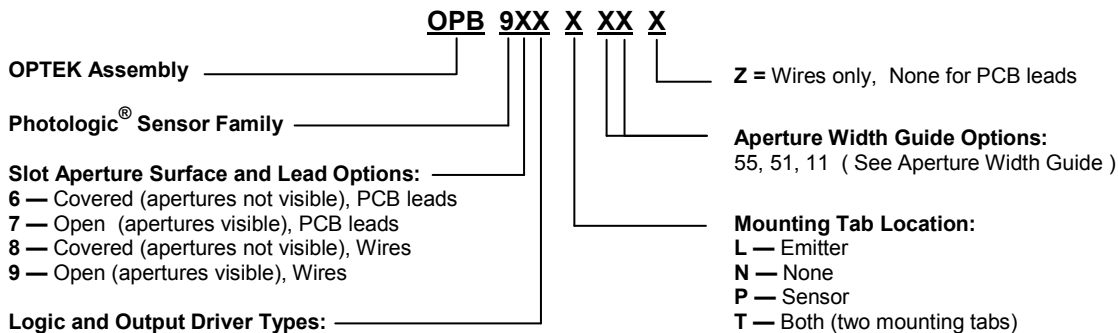 OPB 9XX X XX X
OPTEK Assembly
Photologic® Sensor Family
Slot Aperture Surface and Lead Options:
6 — Covered (apertures not visible), PCB leads
7 — Open (apertures visible), PCB leads
8 — Covered (apertures not visible), Wires
9 — Open (apertures visible), Wires
Logic and Output Driver Types:
Z = Wires only, None for PCB leads
Aperture Width Guide Options:
55, 51, 11 ( See Aperture Width Guide )
Mounting Tab Location:
L — Emitter
N — None
P — Sensor
T — Both (two mounting tabs)